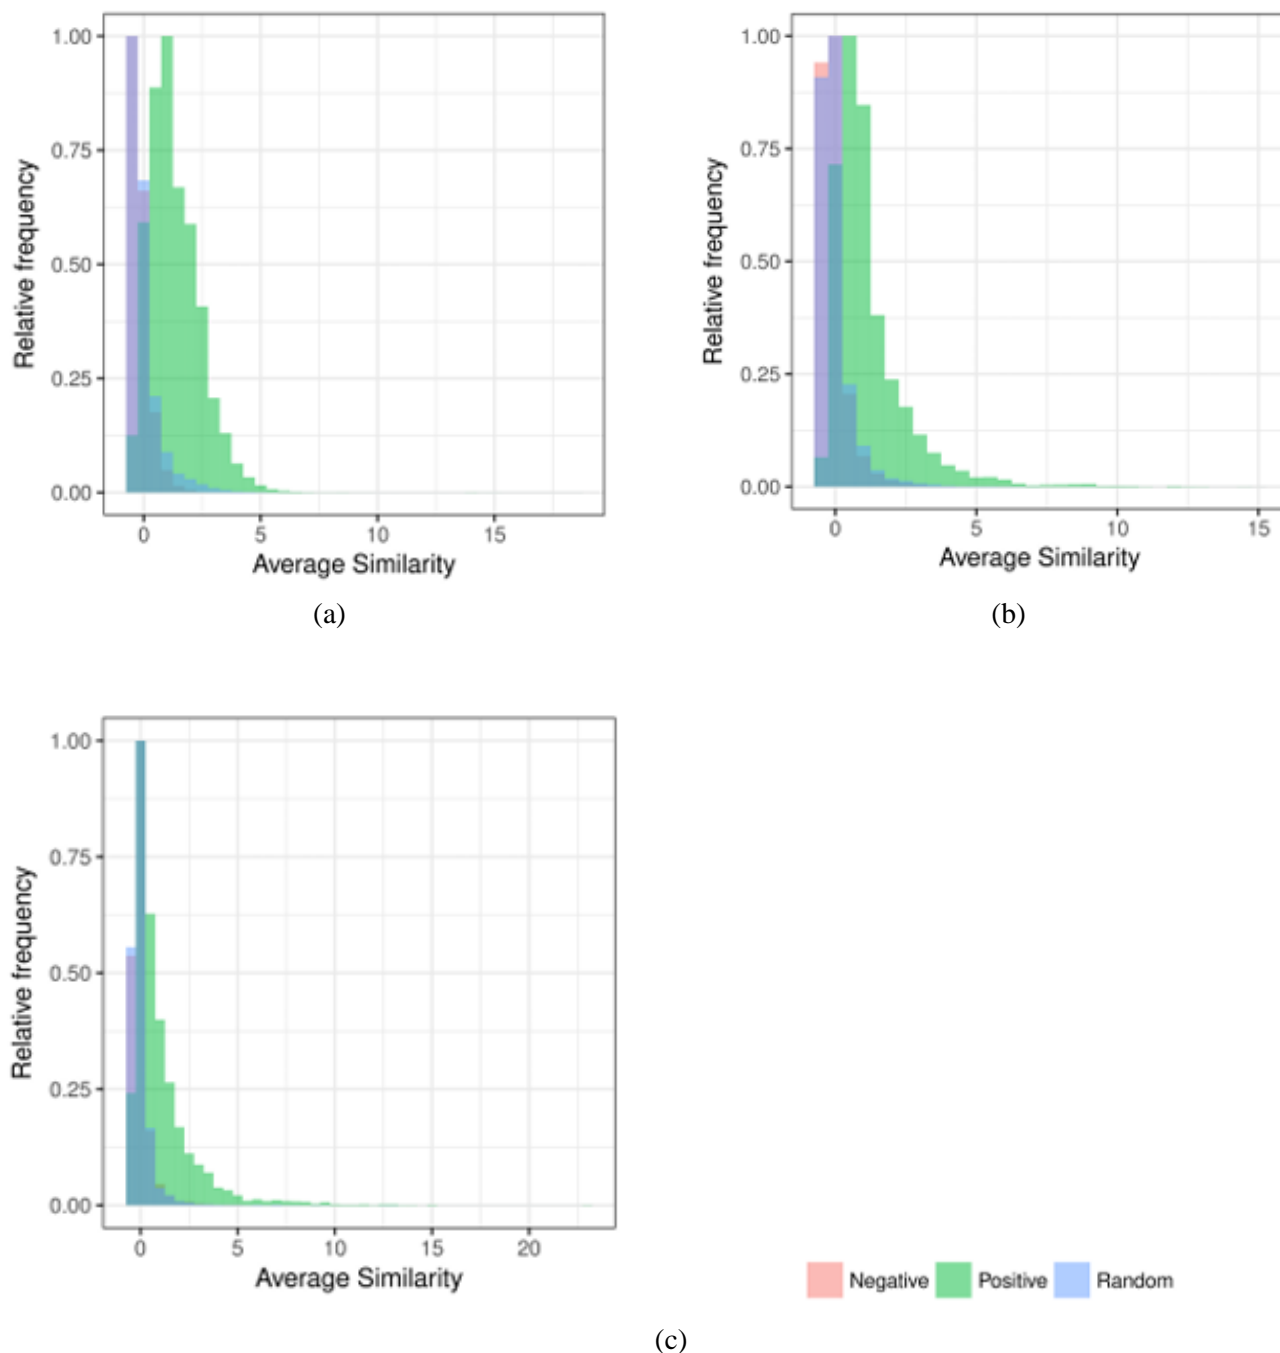 1.00
0.75
0.50
0.25
0.00
Relative frequency
0 5 10 15
Average Similarity
(a)
1.00
0.75
0.50
0.25
0.00
Relative frequency
0 5 10 15
Average Similarity
(b)
1.00
0.75
0.50
0.25
0.00
Relative frequency
0 5 10 15 20
Average Similarity
Negative Positive Random
(c)